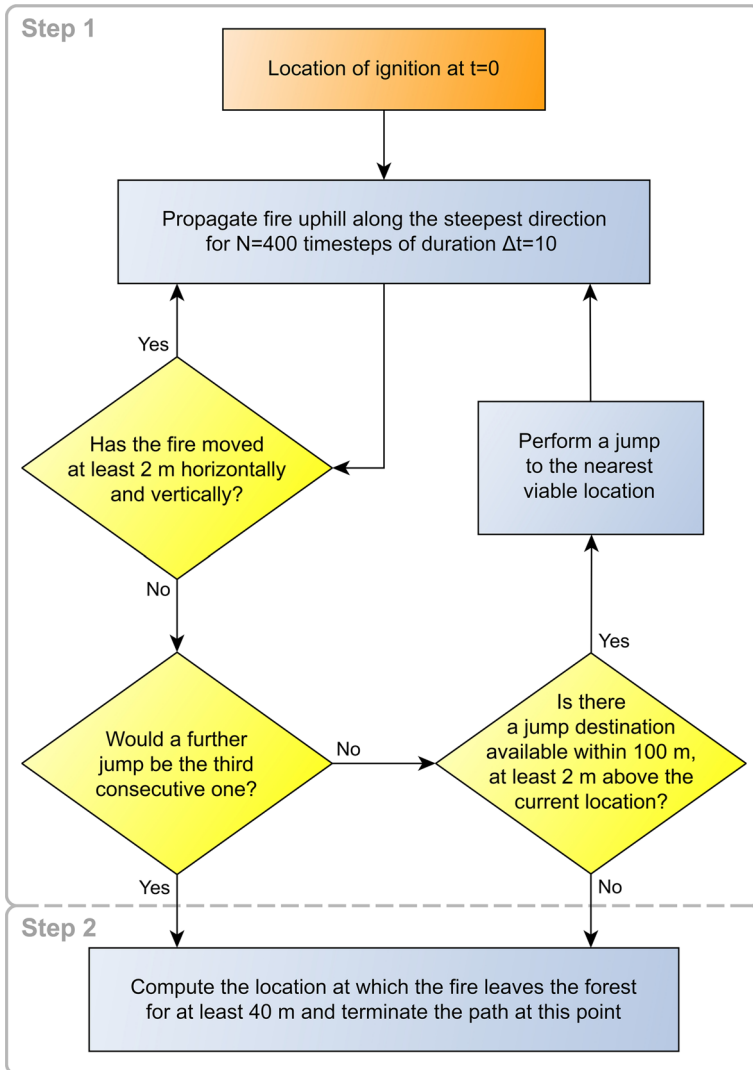 Step 1
Location of ignition at t=0
Propagate fire uphill along the steepest direction
for N=400 timesteps of duration Δt=10
Yes
Has the fire moved
at least 2 m horizontally
and vertically?
Perform a jump
to the nearest
viable location
No
Yes
Would a further
jump be the third
consecutive one?
No
Is there
a jump destination
available within 100 m,
at least 2 m above the
current location?
Yes
No
Step 2
Compute the location at which the fire leaves the forest
for at least 40 m and terminate the path at this point